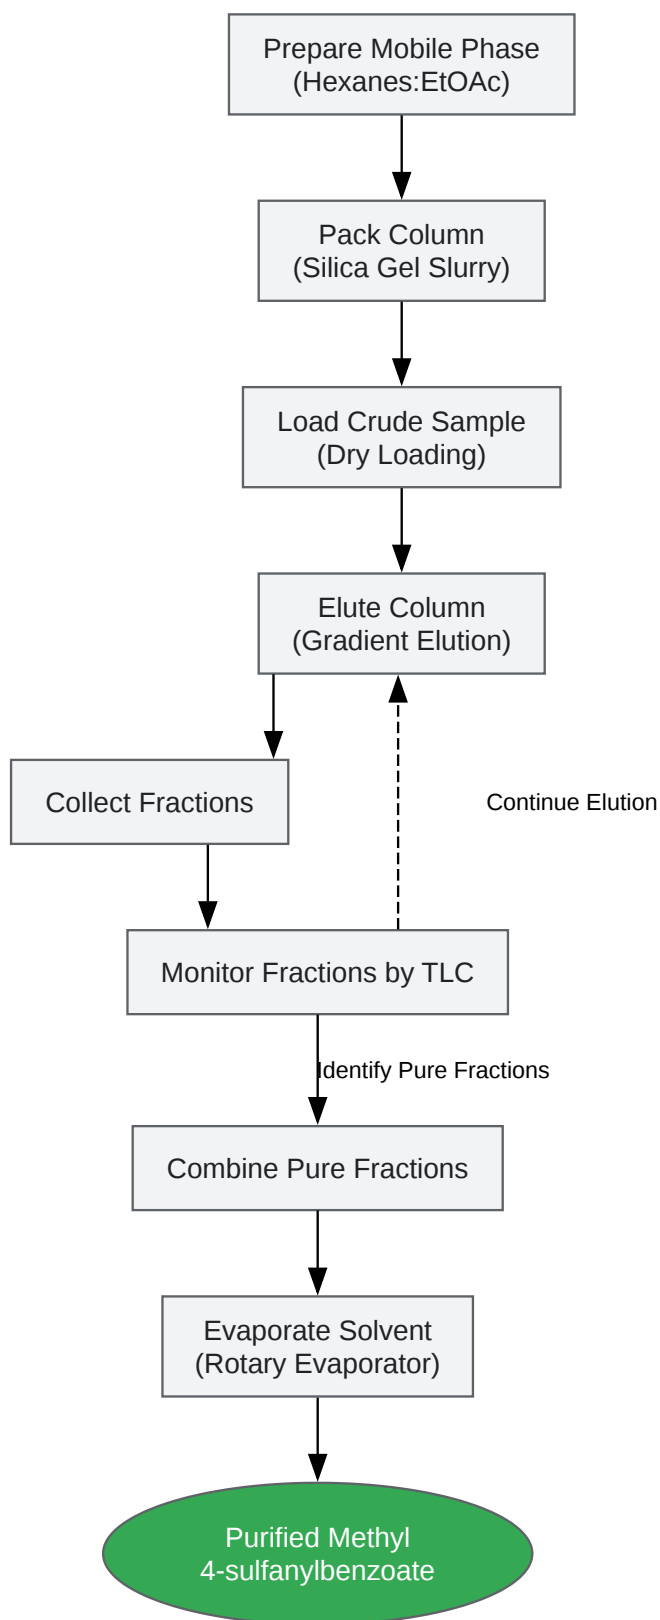 Prepare Mobile Phase
(Hexanes:EtOAc)
Pack Column
(Silica Gel Slurry)
Load Crude Sample
(Dry Loading)
Elute Column
(Gradient Elution)
Collect Fractions
Continue Elution
Monitor Fractions by TLC
Identify Pure Fractions
Combine Pure Fractions
Evaporate Solvent
(Rotary Evaporator)
Purified Methyl
4-sulfanylbenzoate